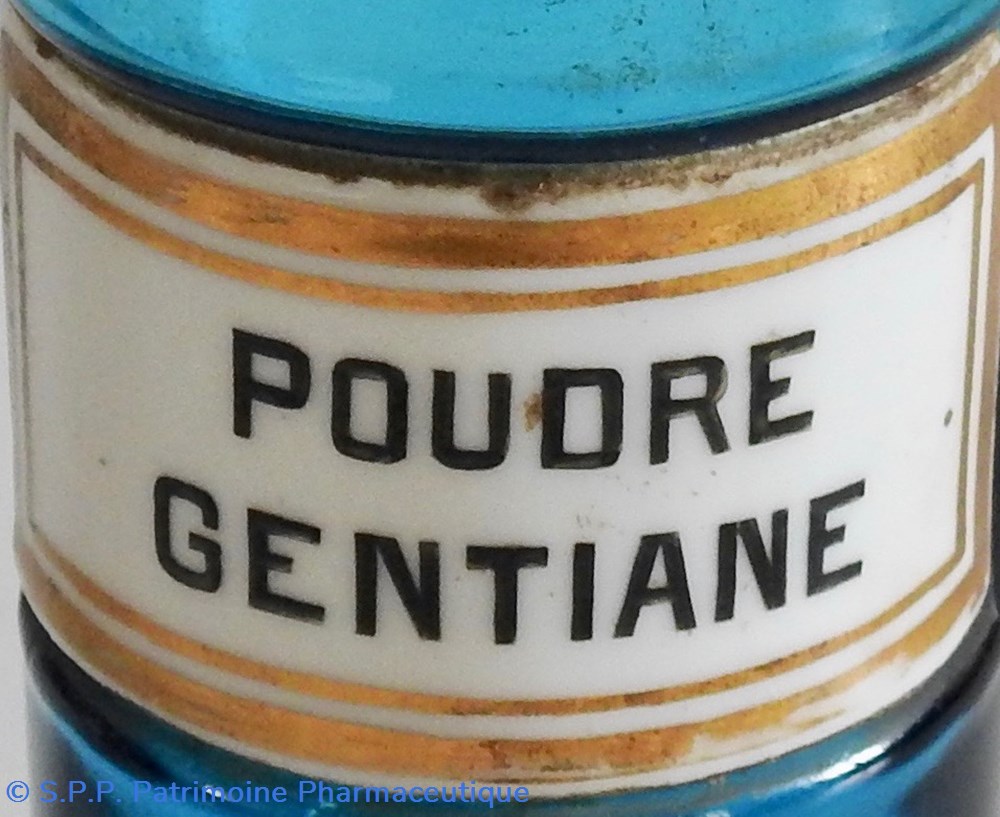 POUDRE
GENTIANE
© S.P.P. Patrimoine Pharmaceutique